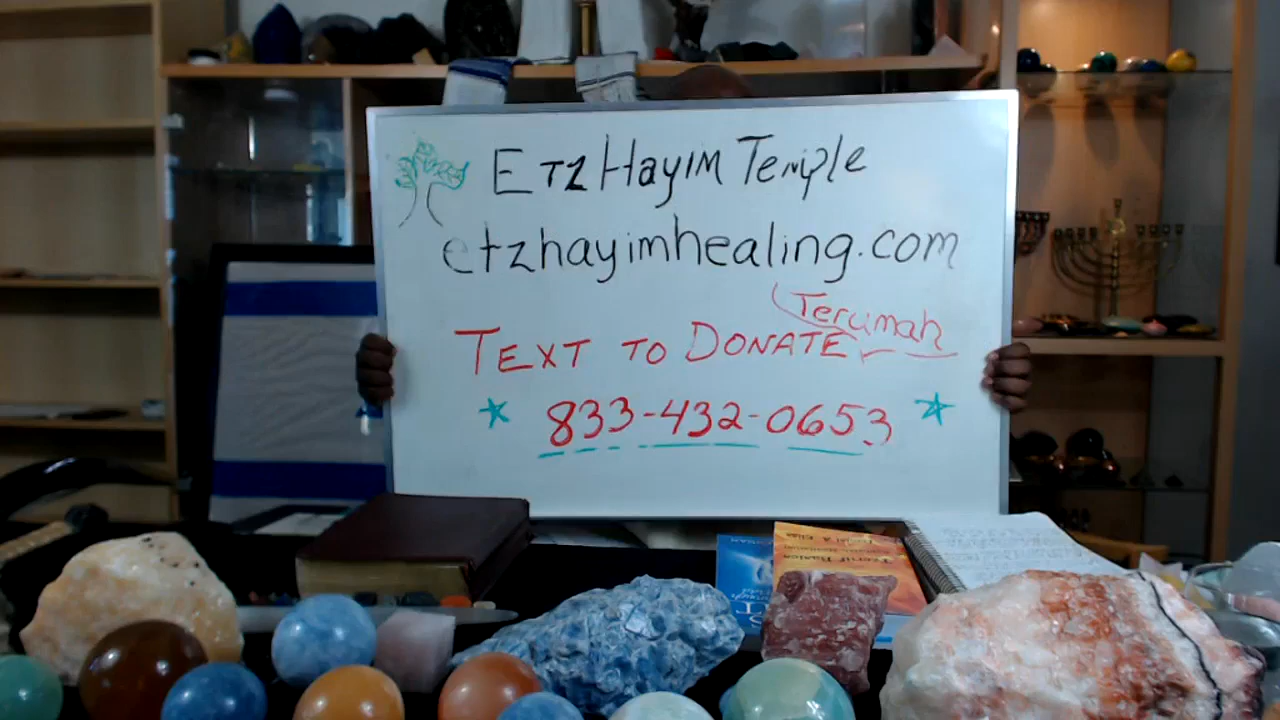 Etz Hayim Temple
etzhayimhealing.com
(Terumah
TEXT TO DONATE
* 833-432-0653 ☆